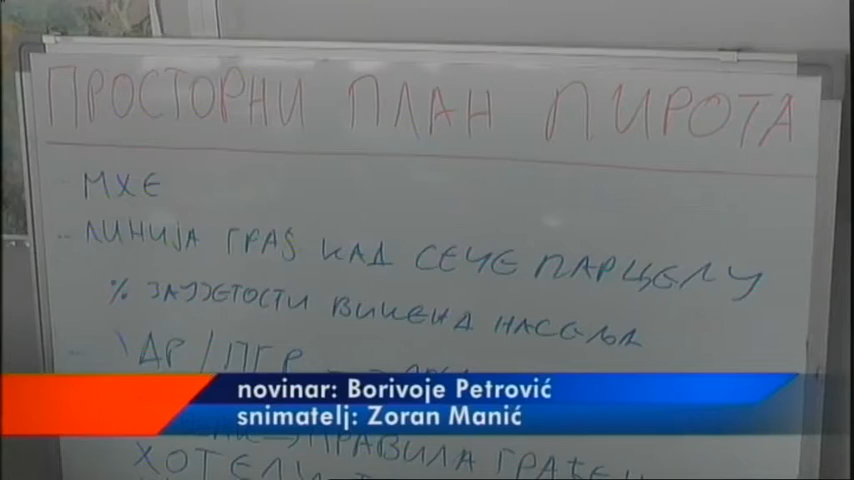 ПРОСТОРНИ ПЛАН ПИРОТА
- МХЕ
- ЛИНИЈА ГРАЂ КАД СЕЧЕ ПАРЦЕЛУ
% ЗАУЗЕТОСТИ ВИКЕНД НАСЕЉА
ПГР
novinar: Borivoje Petrović
snimatelj: Zoran Manić
ПРАВИЛА
ХОТЕЛИ